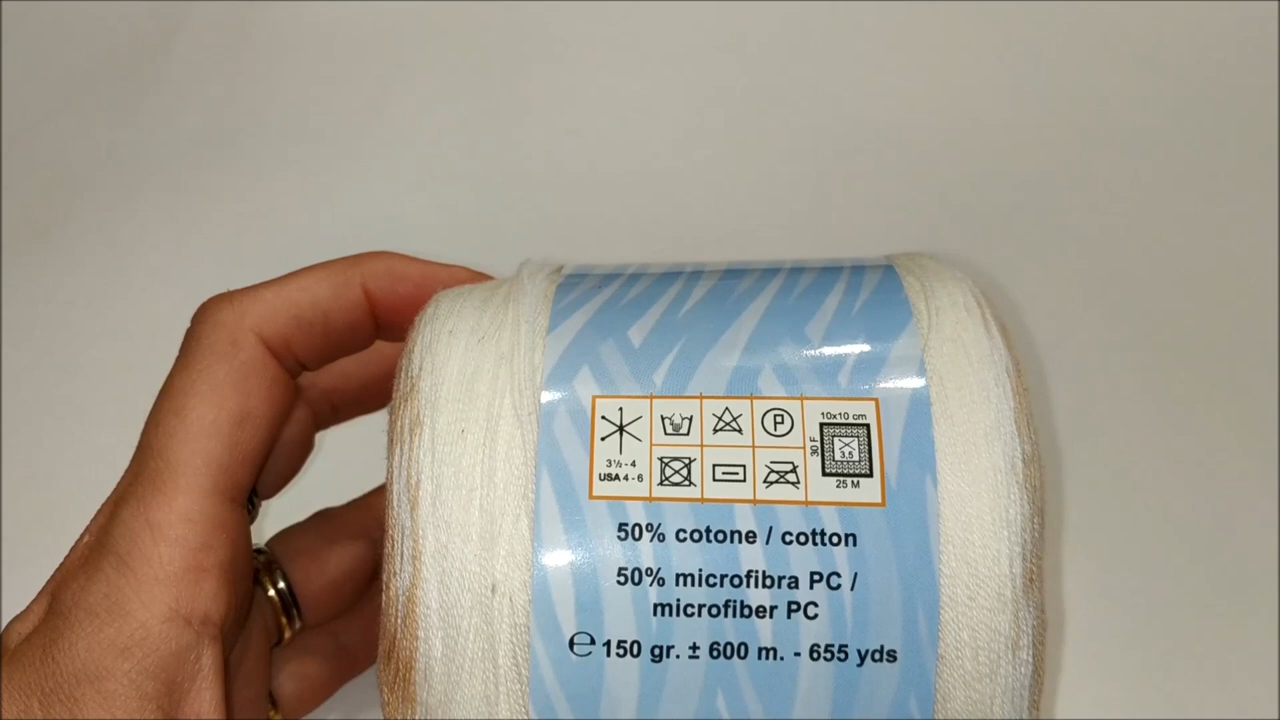 3½-4
USA 4-6
P
10x10 cm
30 F
3,5
25 M
50% cotone / cotton
50% microfibra PC /
microfiber PC
℮ 150 gr. ± 600 m. - 655 yds